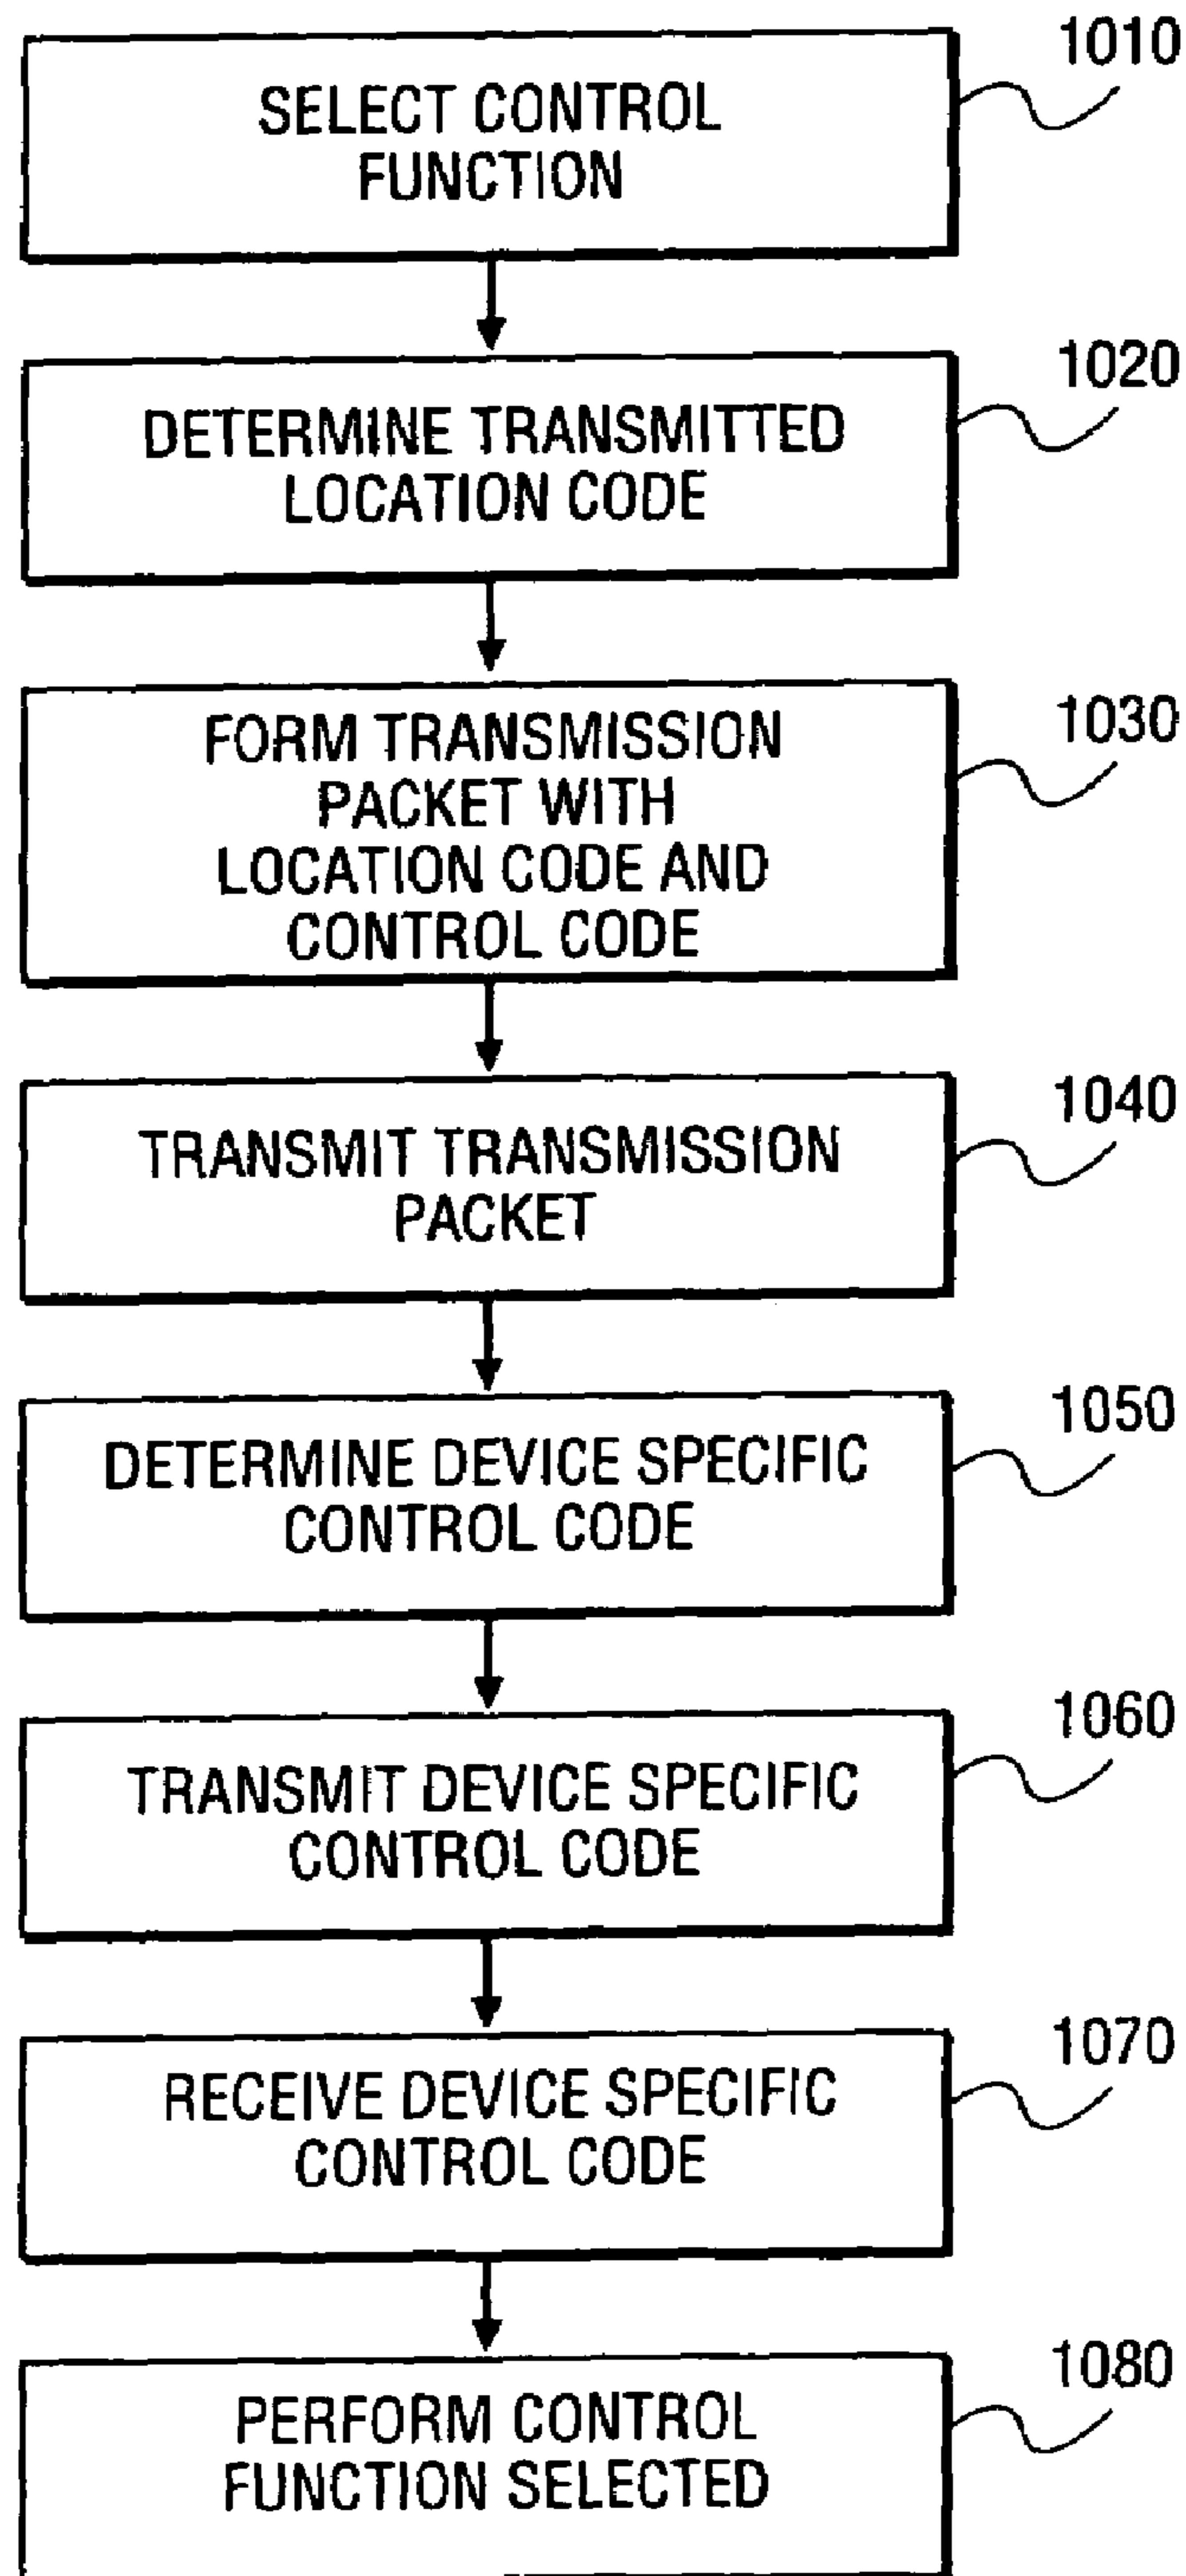 1010
SELECT CONTROL
FUNCTION
1020
DETERMINE TRANSMITTED
LOCATION CODE
1030
FORM TRANSMISSION
PACKET WITH
LOCATION CODE AND
CONTROL CODE
1040
TRANSMIT TRANSMISSION
PACKET
1050
DETERMINE DEVICE SPECIFIC
CONTROL CODE
1060
TRANSMIT DEVICE SPECIFIC
CONTROL CODE
1070
RECEIVE DEVICE SPECIFIC
CONTROL CODE
1080
PERFORM CONTROL
FUNCTION SELECTED